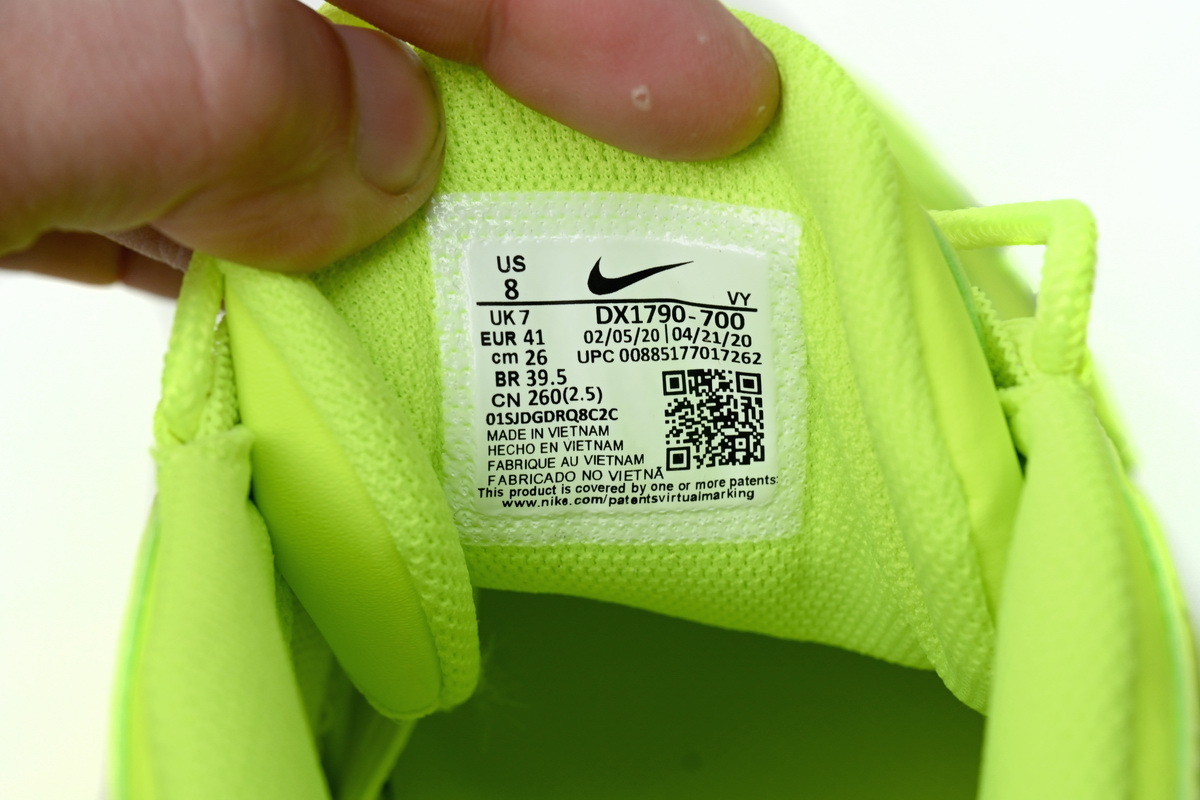 US
8
VY
UK 7
DX1790-700
EUR 41
02/05/20 | 04/21/20
cm 26
UPC 00885177017262
BR 39.5
CN 260(2.5)
01SJDGDRQ8C2C
MADE IN VIETNAM
HECHO EN VIETNAM
FABRIQUE AU VIETNAM
FABRICADO NO VIETNÃ
This product is covered by one or more patents:
www.nike.com/patentsvirtualmarking